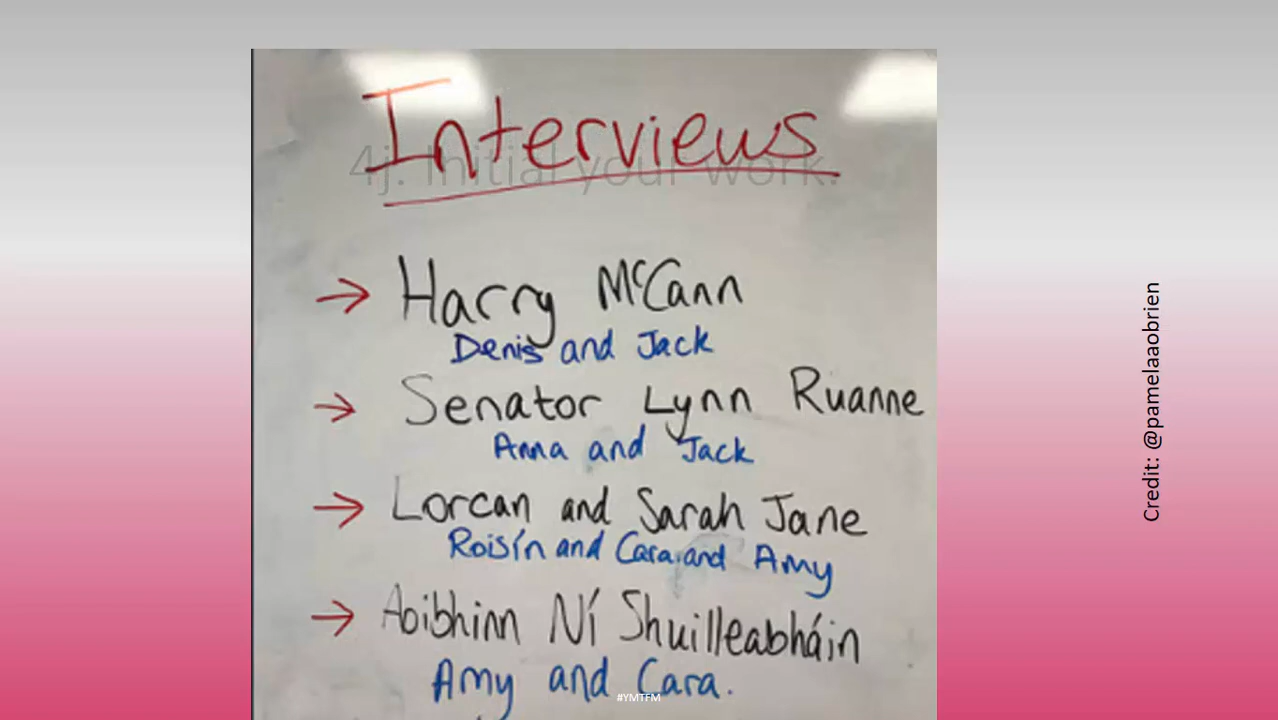 Interviews
4j. Initial your work.
→ Harry McCann
Denis and Jack
→ Senator Lynn Ruanne
Anna and Jack
→ Lorcan and Sarah Jane
Roisín and Cara and Amy
→ Aoibhinn Ní Shuilleabháin
Amy and Cara.
#YMTFM
Credit: @pamelaaobrien